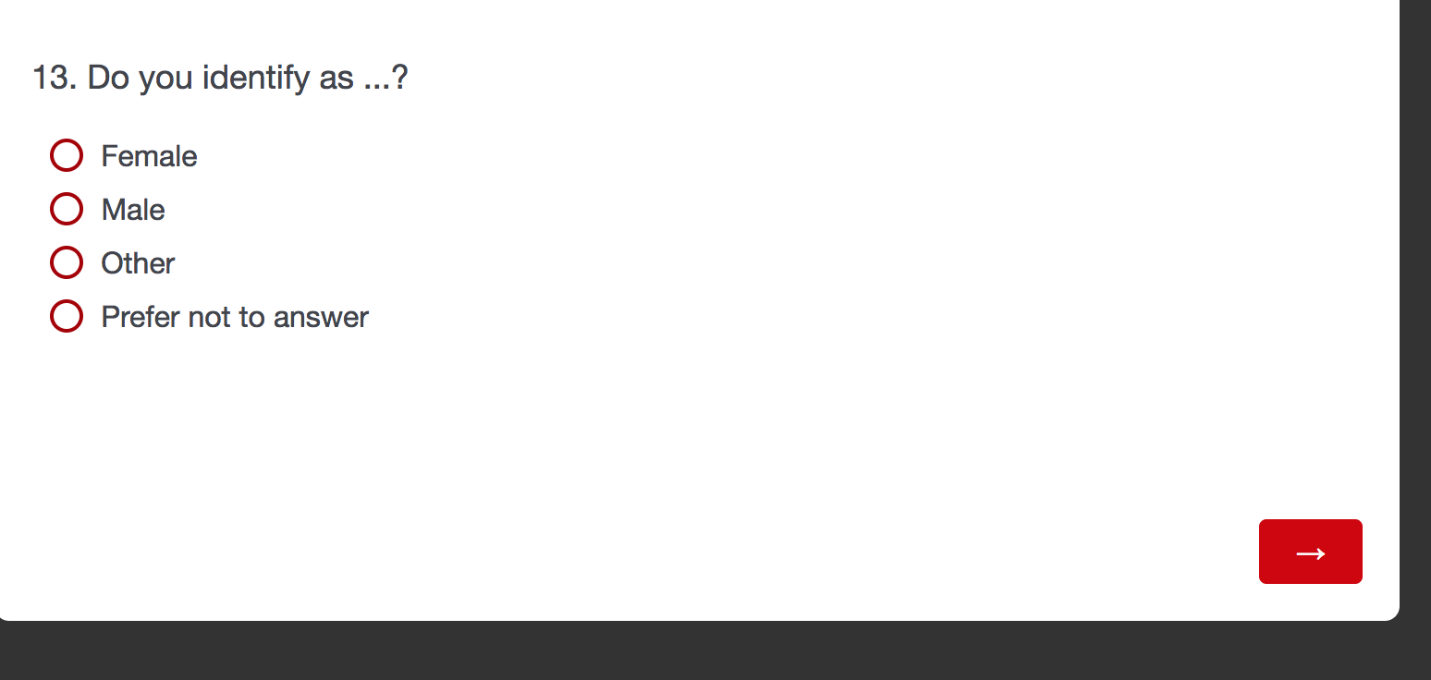 13. Do you identify as ...?
Female
Male
Other
Prefer not to answer
→